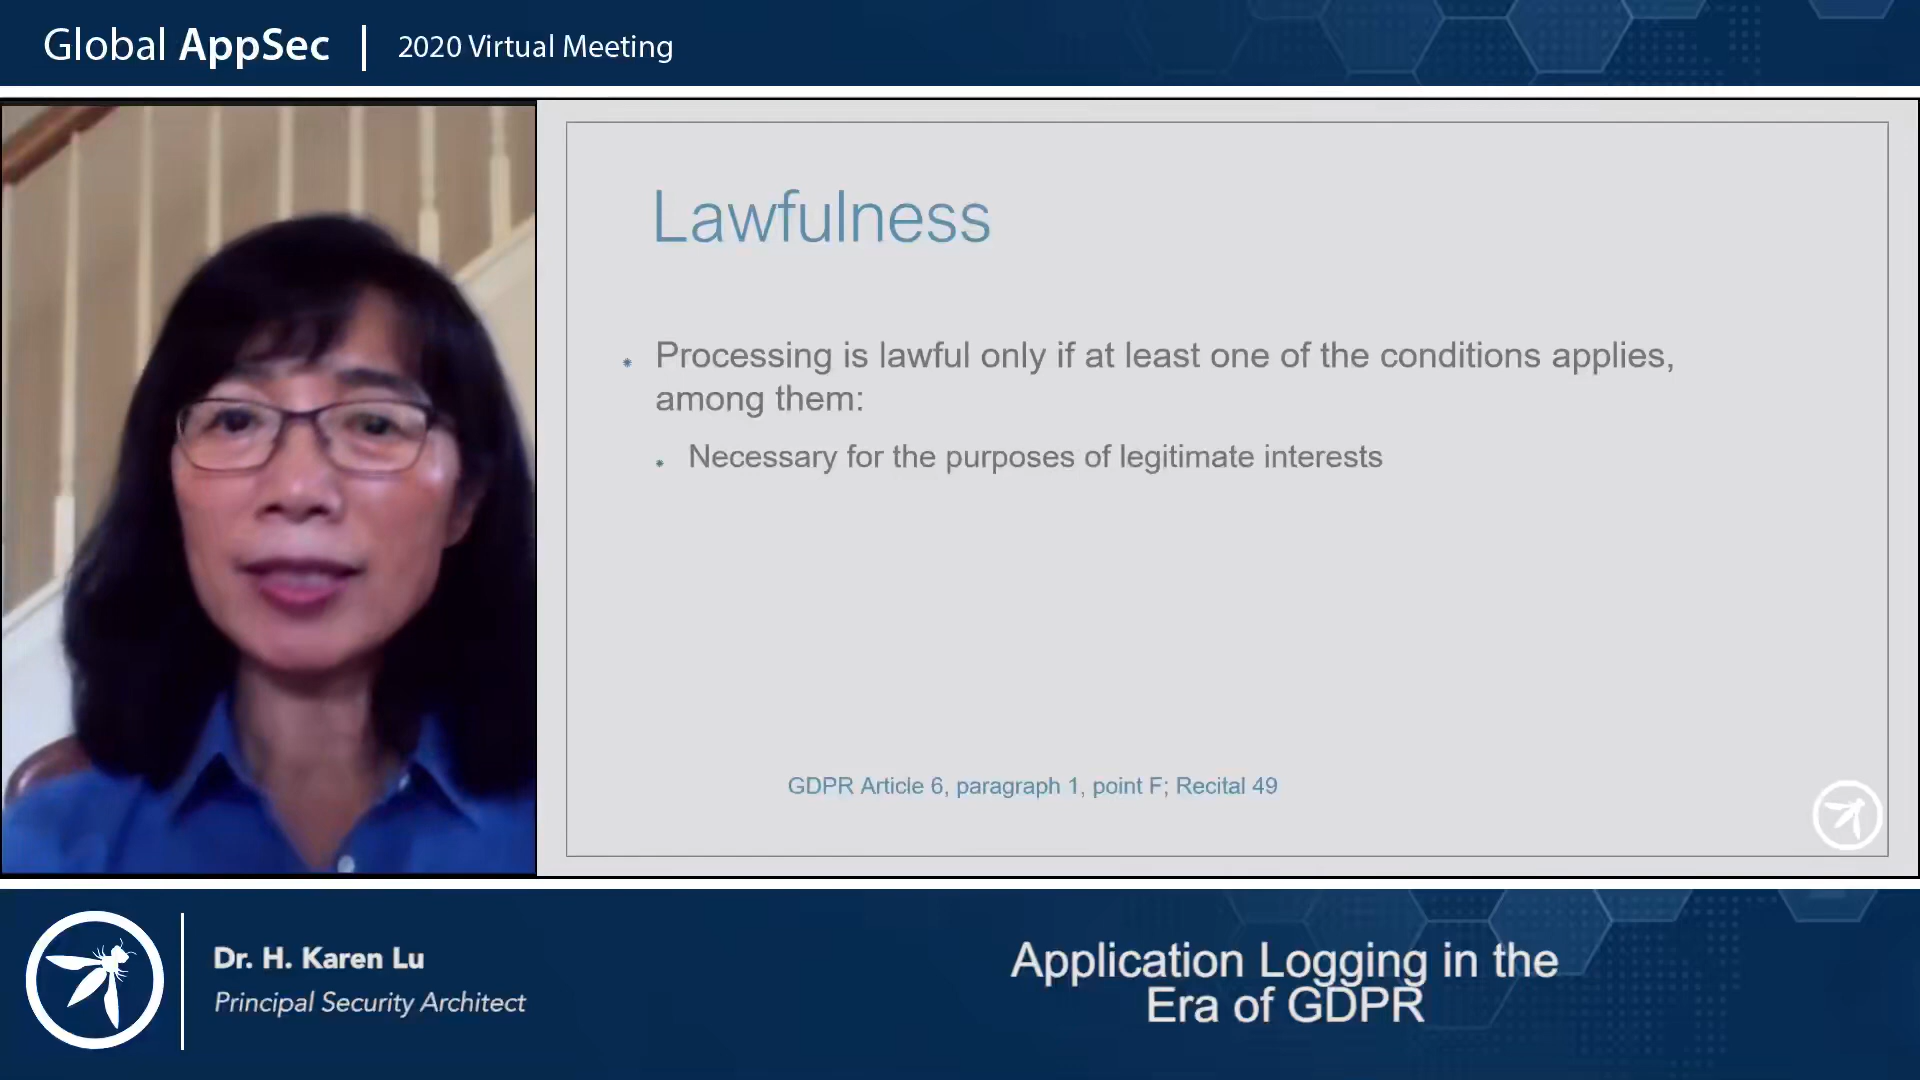 Global AppSec | 2020 Virtual Meeting
Lawfulness
Processing is lawful only if at least one of the conditions applies,
among them:
Necessary for the purposes of legitimate interests
GDPR Article 6, paragraph 1, point F; Recital 49
Dr. H. Karen Lu
Principal Security Architect
Application Logging in the
Era of GDPR